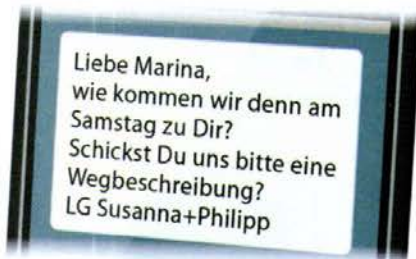 Liebe Marina,
wie kommen wir denn am
Samstag zu Dir?
Schickst Du uns bitte eine
Wegbeschreibung?
LG Susanna+Philipp